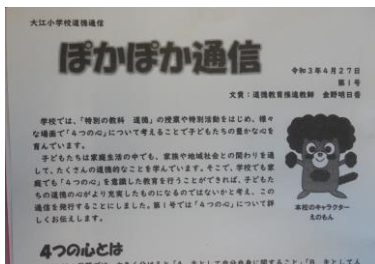 大江小学校道徳通信
ぽかぽか通信
令和3年4月27日
第1号
文責：道徳教育推進教師　金野明日香
学校では、「特別の教科　道徳」の授業や特別活動をはじめ、様々
な場面で「4つの心」について考えることで子どもたちの豊かな心を
育んでいます。
子どもたちは家庭生活の中でも、家族や地域社会との関わりを通
して、たくさんの道徳的なことを学んでいます。そこで、学校でも家
庭でも「4つの心」を意識した教育を行うことができれば、子どもた
ちの道徳の心がより充実したものになるのではないかと考え、この
通信を発行することにしました。第1号では「4つの心」について詳
しくお伝えします。
本校のキャラクター
えのもん
4つの心とは